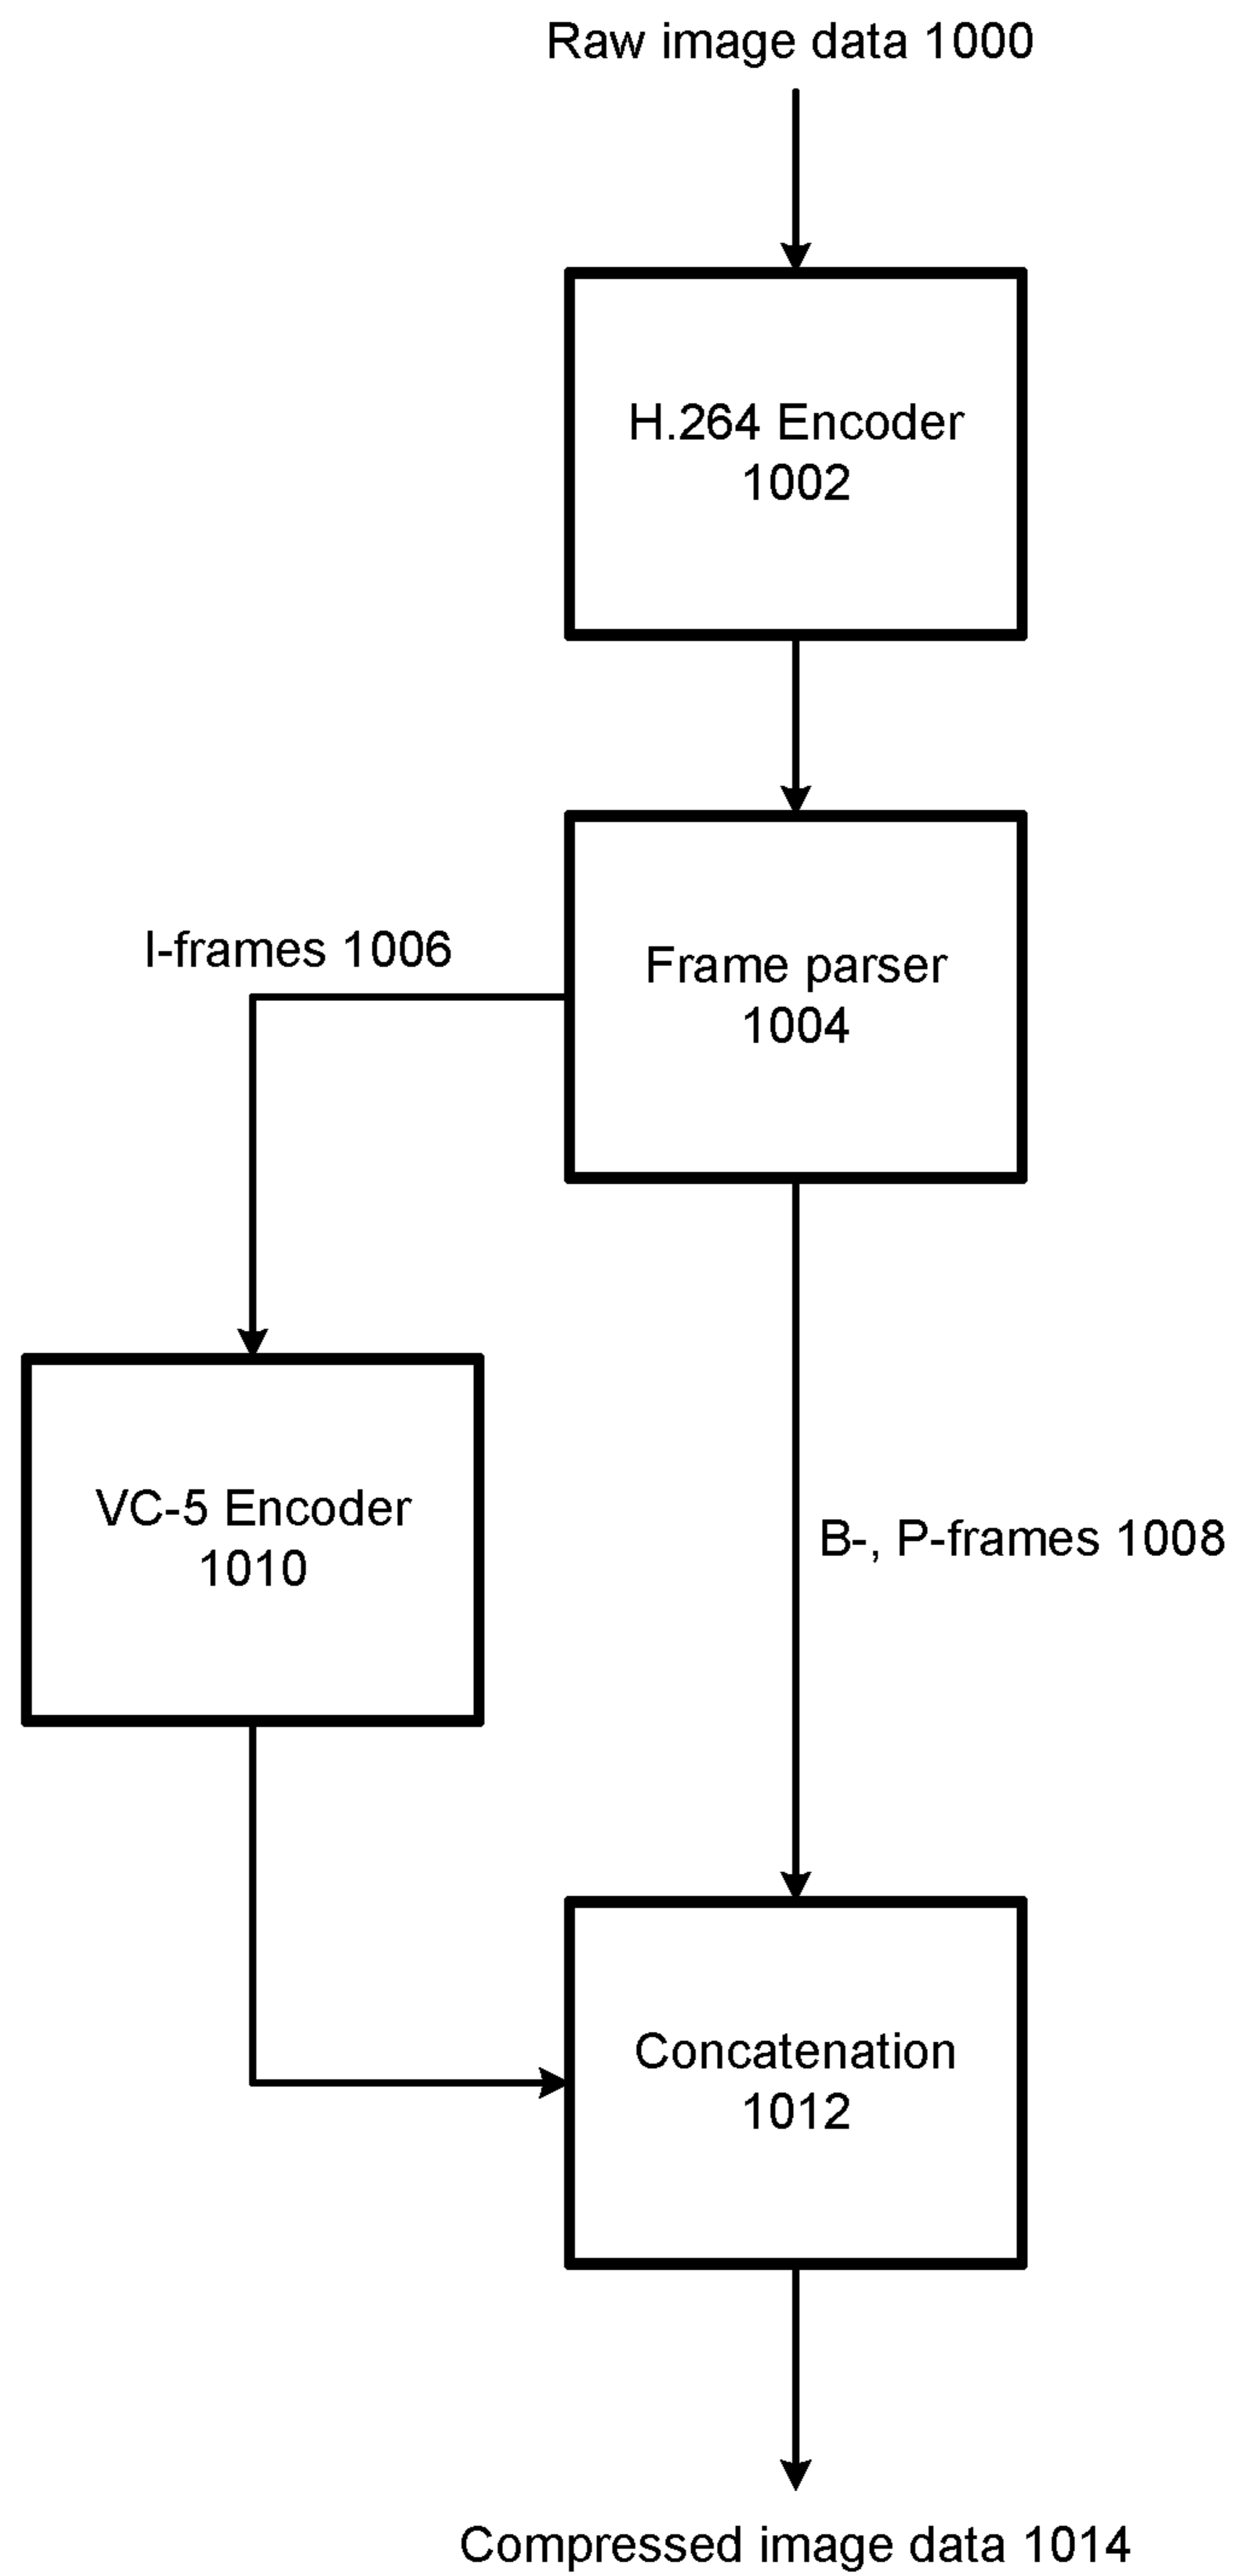 Raw image data 1000
H.264 Encoder
1002
I-frames 1006
Frame parser
1004
VC-5 Encoder
1010
B-, P-frames 1008
Concatenation
1012
Compressed image data 1014